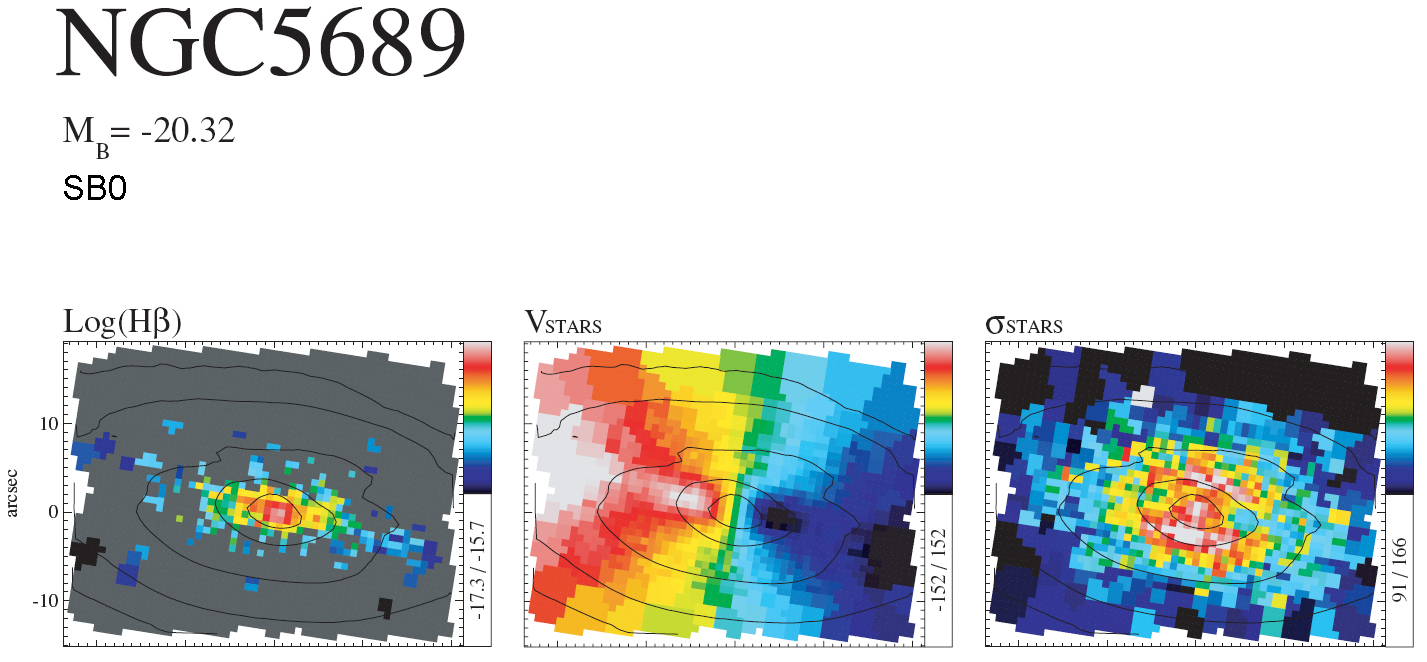 NGC5689
M_B= -20.32
SB0
Log(Hβ)
VSTARS
σSTARS
arcsec
10
0
-10
-17.3 / -15.7
-152 / 152
91 / 166